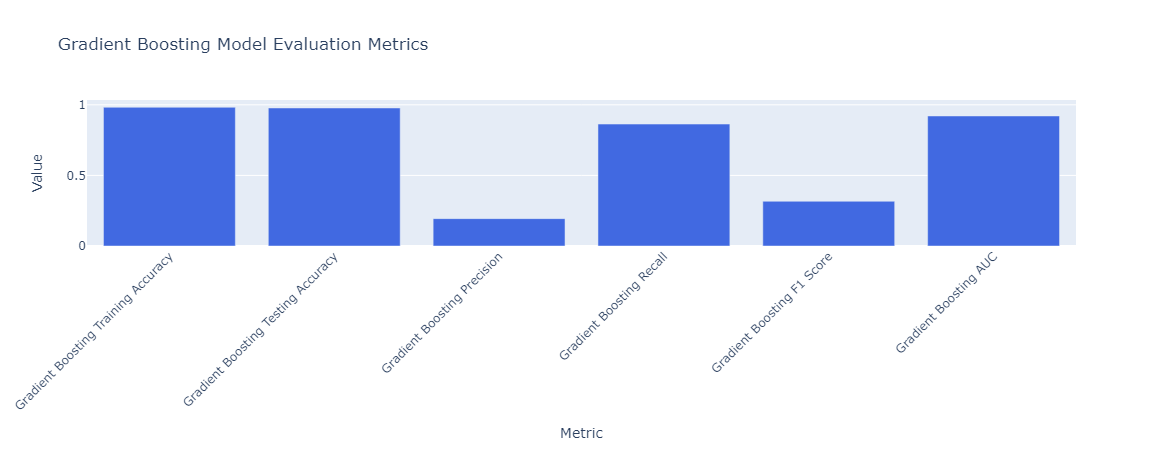 Gradient Boosting Model Evaluation Metrics
Value
1
0.5
0
Gradient Boosting Training Accuracy
Gradient Boosting Testing Accuracy
Gradient Boosting Precision
Gradient Boosting Recall
Gradient Boosting F1 Score
Gradient Boosting AUC
Metric